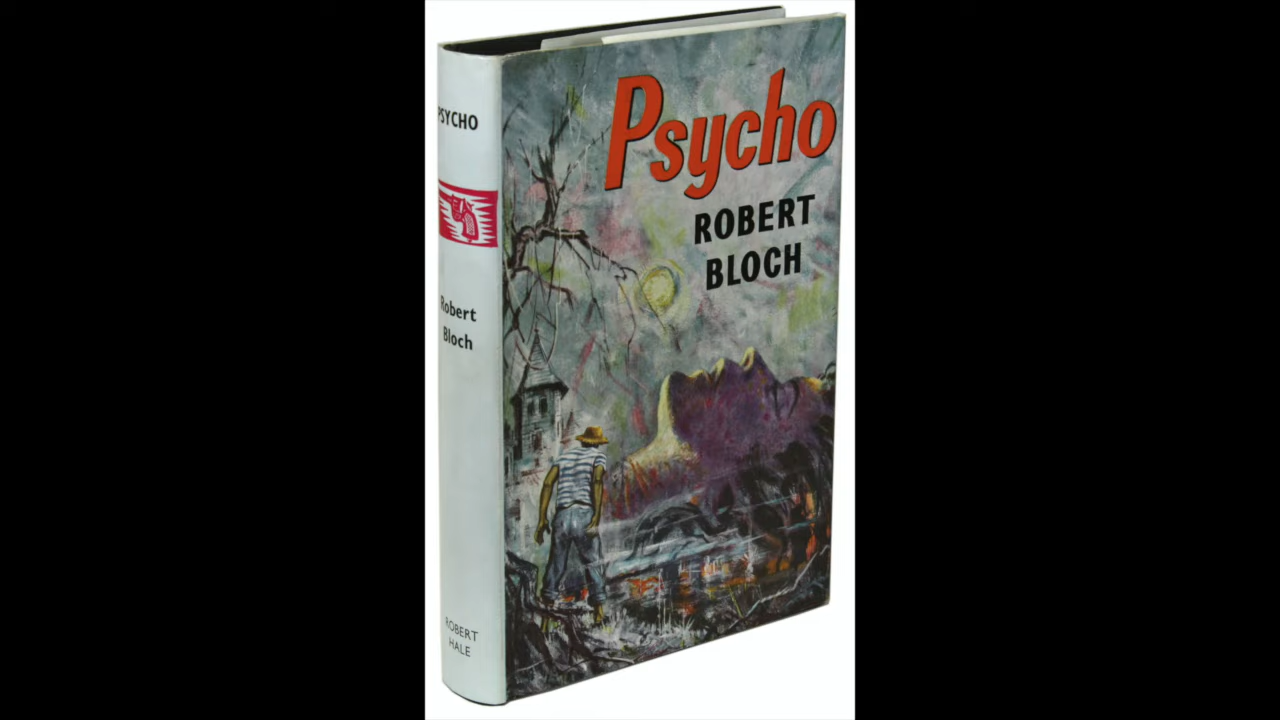 PSYCHO
Robert
Bloch
ROBERT
HALE
Psycho
ROBERT
BLOCH